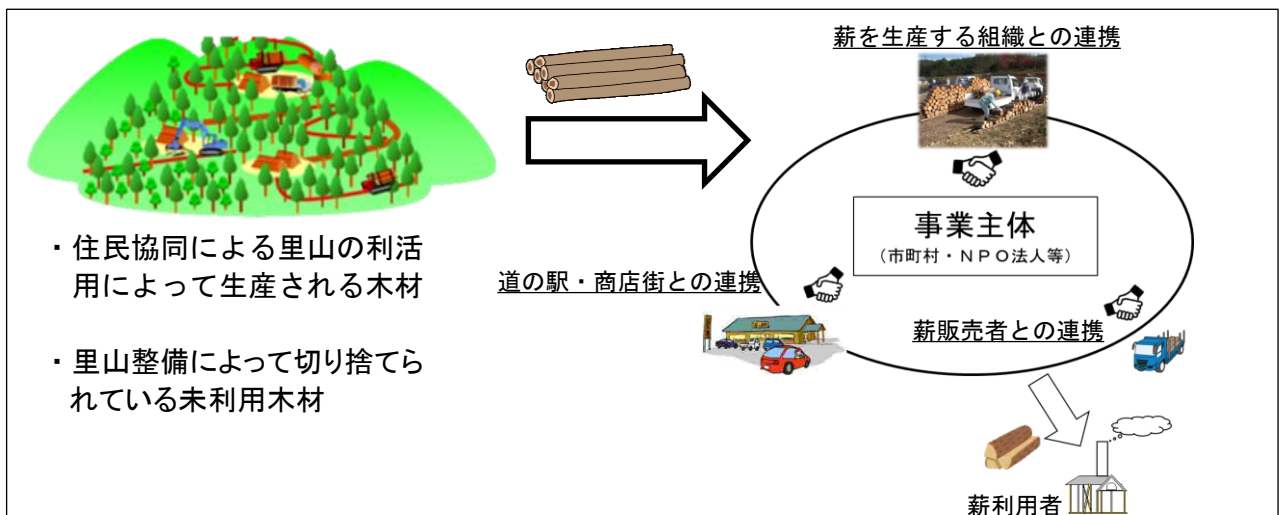 薪を生産する組織との連携
事業主体
（市町村・ＮＰＯ法人等）
・住民協同による里山の利活
用によって生産される木材
道の駅・商店街との連携
薪販売者との連携
・里山整備によって切り捨てら
れている未利用木材
薪利用者